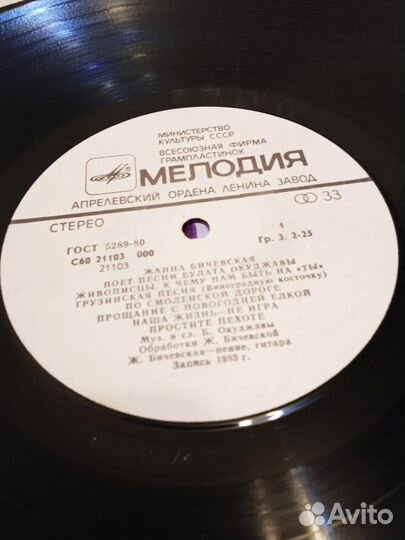 МИНИСТЕРСТВО
КУЛЬТУРЫ СССР
ВСЕСОЮЗНАЯ ФИРМА
ГРАМПЛАСТИНОК
МЕЛОДИЯ
АПРЕЛЕВСКИЙ ОРДЕНА ЛЕНИНА ЗАВОД
СТЕРЕО
33
ГОСТ 5289-80
1
С60 21103 000
Гр. 3. 2-25
21103
ЖАННА БИЧЕВСКАЯ
ПОЕТ ПЕСНИ БУЛАТА ОКУДЖАВЫ
ЖИВОПИСЦЫ, К ЧЕМУ НАМ БЫТЬ НА «ТЫ»
ГРУЗИНСКАЯ ПЕСНЯ (Виноградную косточку)
ПО СМОЛЕНСКОЙ ДОРОГЕ
ПРОЩАНИЕ С НОВОГОДНЕЙ ЕЛКОЙ
НАША ЖИЗНЬ—НЕ ИГРА
ПРОСТИТЕ ПЕХОТЕ
Муз. и сл. Б. Окуджавы
Обработки Ж. Бичевской
Ж. Бичевская—пение, гитара
Запись 1983 г.
Avito